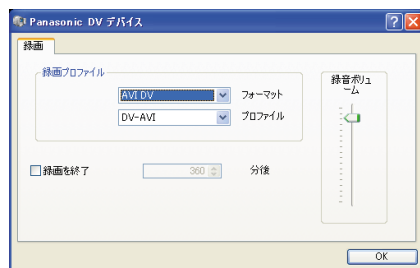 Panasonic DV デバイス
録画
録画プロファイル
AVI DV
フォーマット
DV-AVI
プロファイル
録音ボリュ
ーム
録画を終了
360
分後
OK